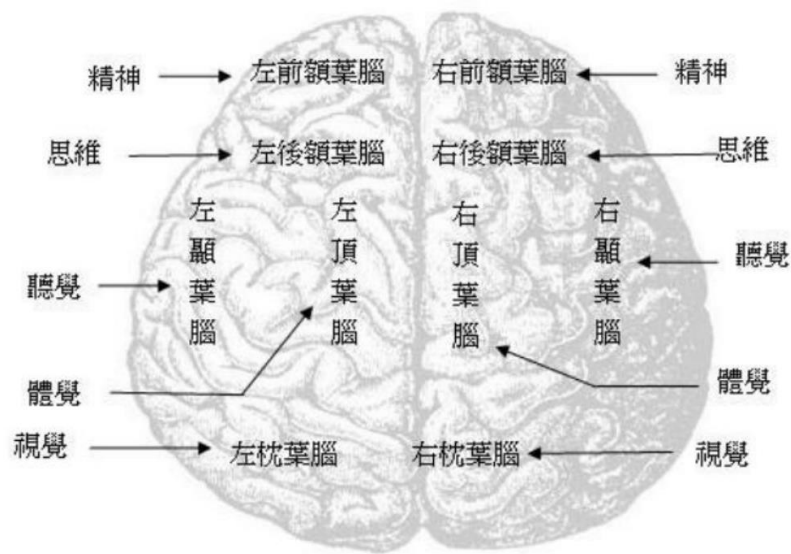 精神 左前額葉腦 右前額葉腦 精神
思維 左後額葉腦 右後額葉腦 思維
左顳葉腦
左頂葉腦
右頂葉腦
右顳葉腦
聽覺
聽覺
體覺
體覺
視覺 左枕葉腦 右枕葉腦 視覺